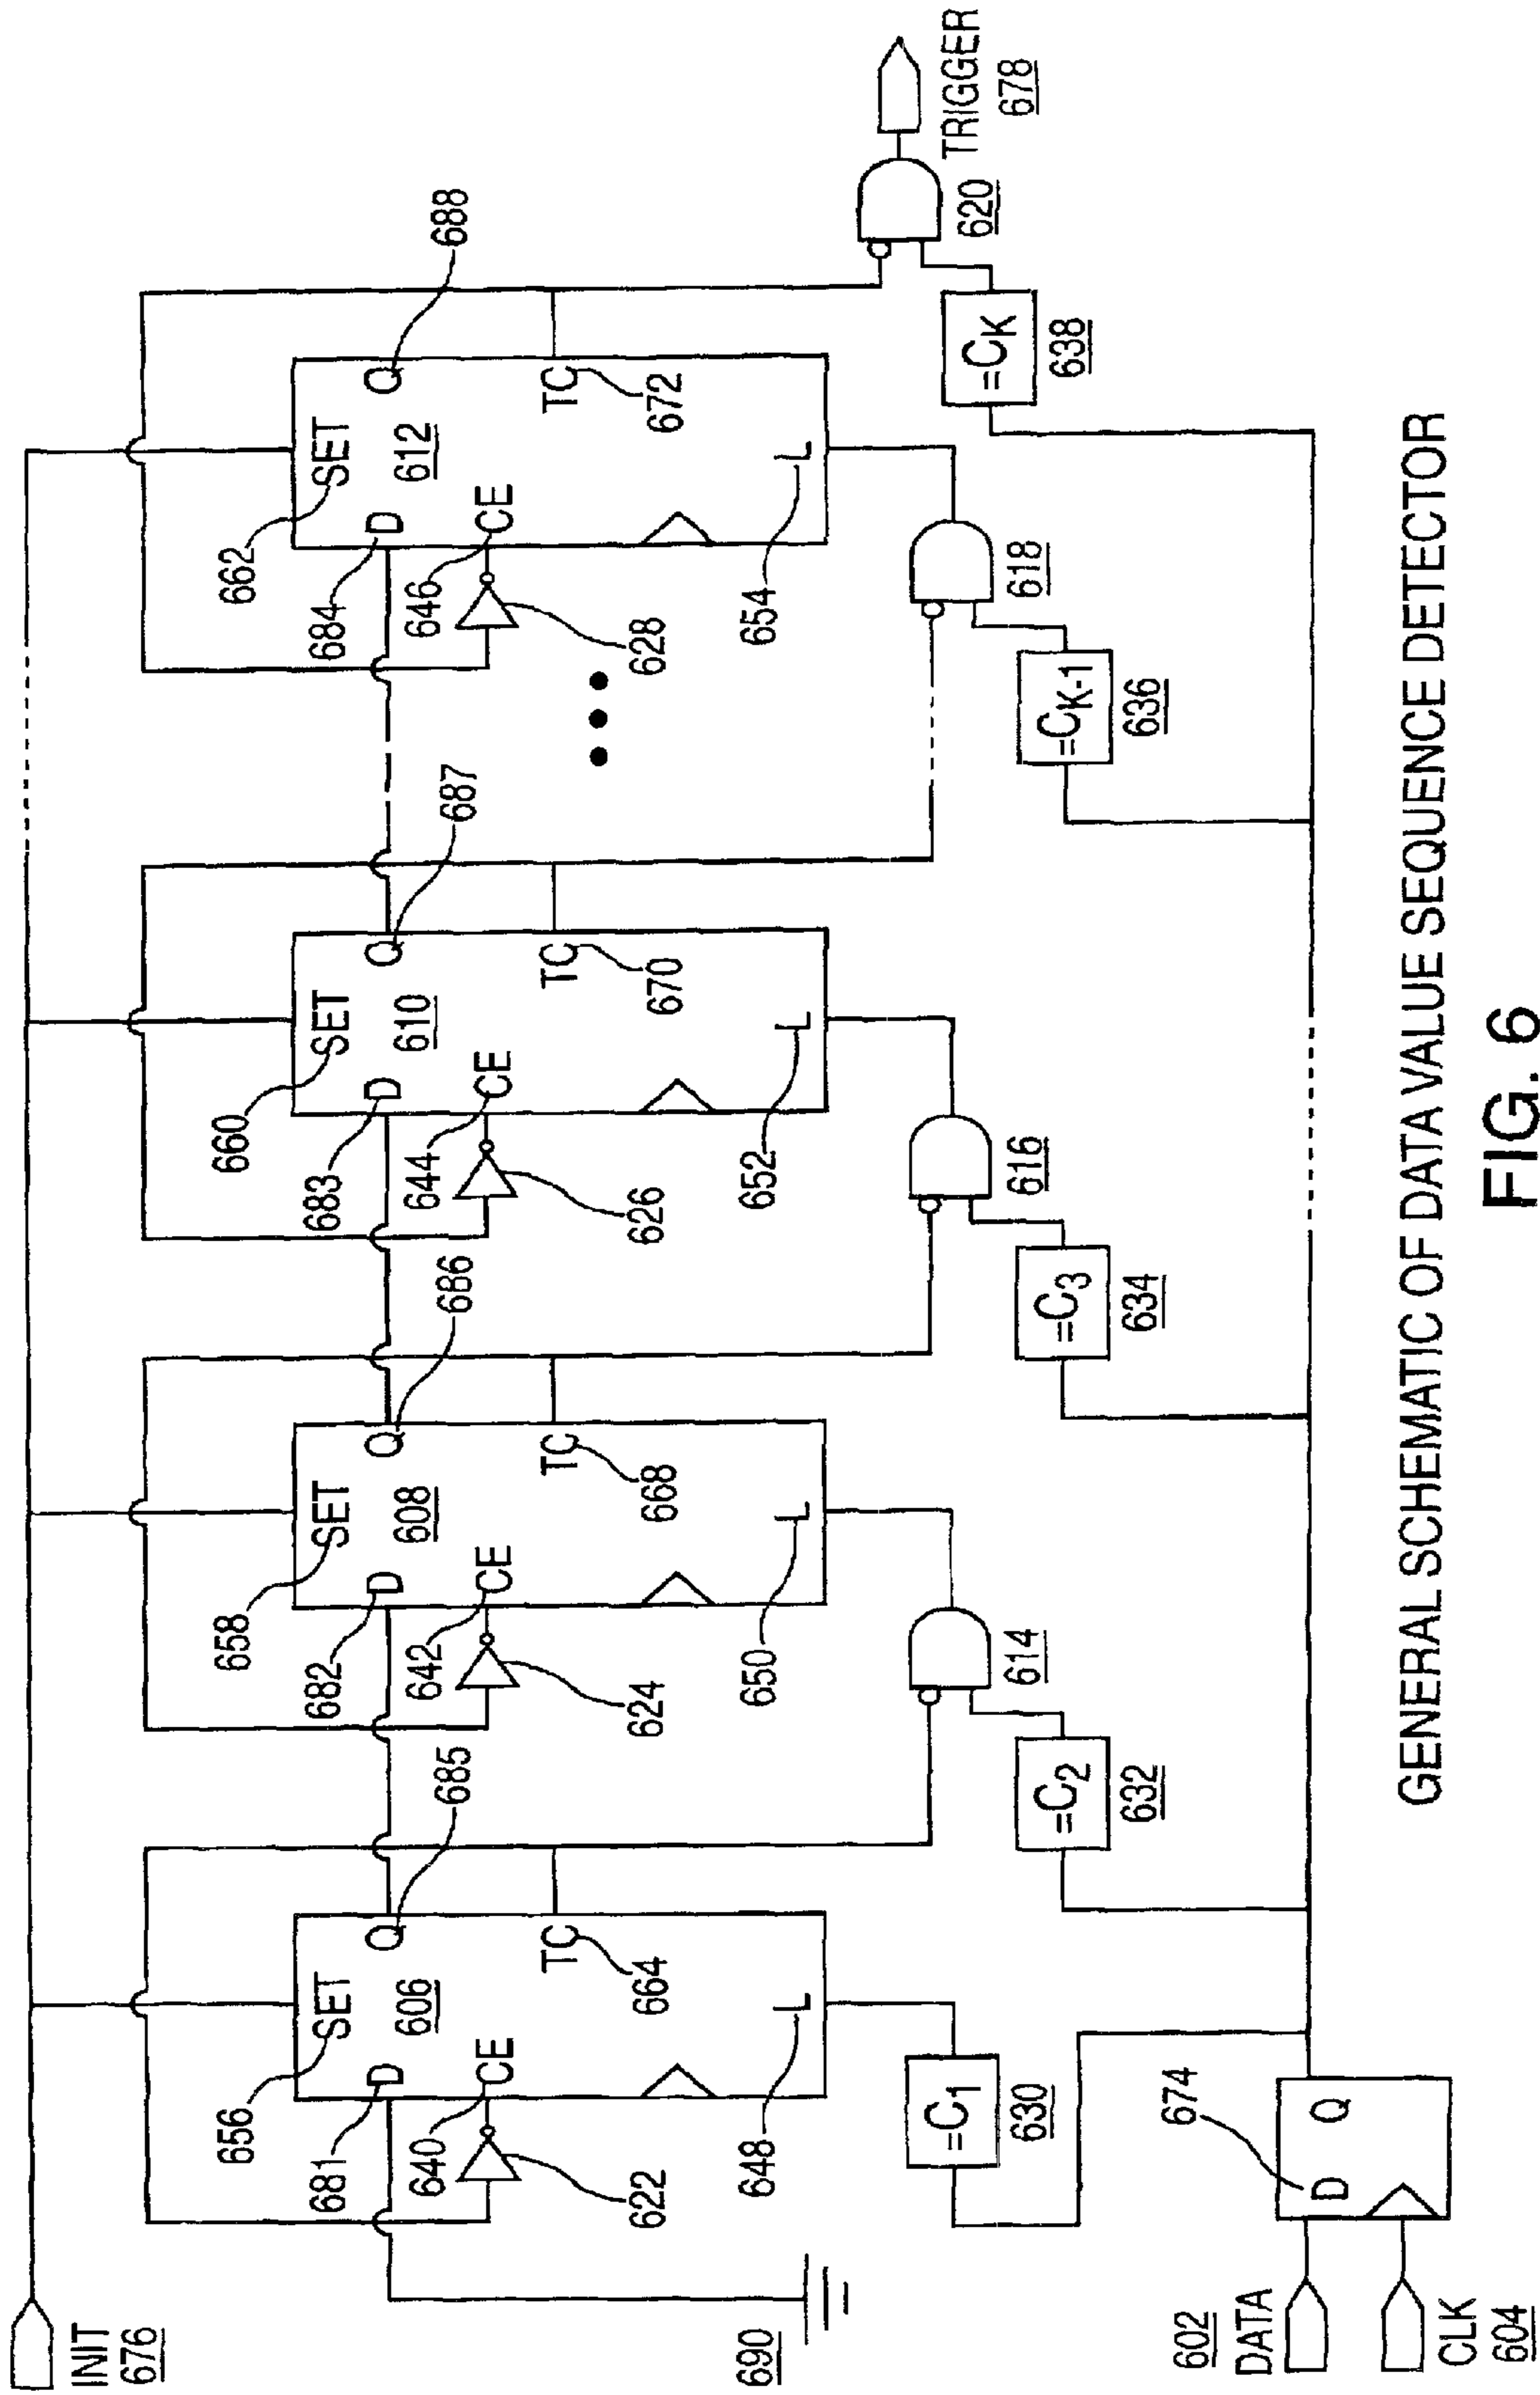 INIT
676
656
SET
606
681
D
Q
685
640
CE
622
TC
664
648
L
=C1
630
690
658
SET
608
682
D
Q
686
642
CE
624
TC
668
650
L
614
=C2
632
660
SET
610
683
D
Q
687
644
CE
626
TC
670
652
L
616
=C3
634
662
SET
612
684
D
Q
688
646
CE
628
TC
672
654
L
618
=CK-1
636
=CK
638
620
TRIGGER
678
602
DATA
CLK
604
674
D
Q
GENERAL SCHEMATIC OF DATA VALUE SEQUENCE DETECTOR
FIG. 6